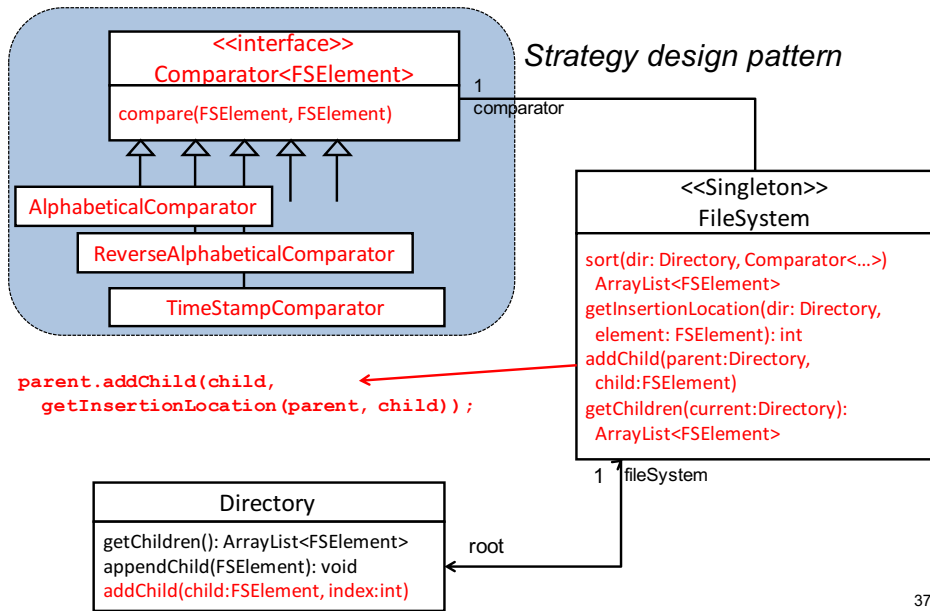 <<interface>>
Comparator<FSElement>
compare(FSElement, FSElement)
Strategy design pattern
1
comparator
AlphabeticalComparator
ReverseAlphabeticalComparator
TimeStampComparator
<<Singleton>>
FileSystem
sort(dir: Directory, Comparator<…>)
ArrayList<FSElement>
getInsertionLocation(dir: Directory,
element: FSElement): int
addChild(parent:Directory,
child:FSElement)
getChildren(current:Directory):
ArrayList<FSElement>
parent.addChild(child,
getInsertionLocation(parent, child));
1 fileSystem
Directory
getChildren(): ArrayList<FSElement>
appendChild(FSElement): void
addChild(child:FSElement, index:int)
root
37